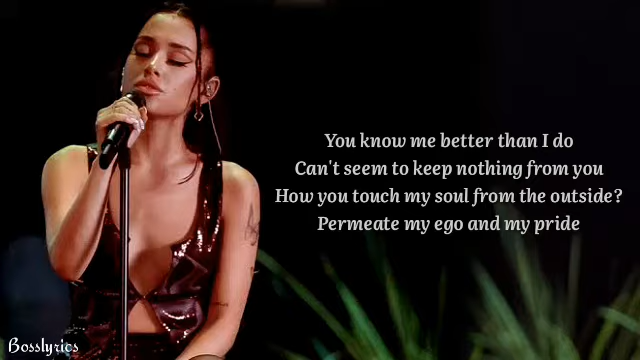 You know me better than I do
Can't seem to keep nothing from you
How you touch my soul from the outside?
Permeate my ego and my pride
Bosslyrics